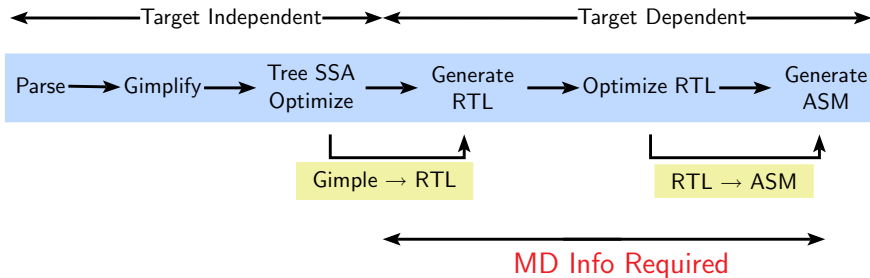 Target Independent
Target Dependent
Parse
Gimplify
Tree SSA
Optimize
Generate
RTL
Optimize RTL
Generate
ASM
Gimple → RTL
RTL → ASM
MD Info Required